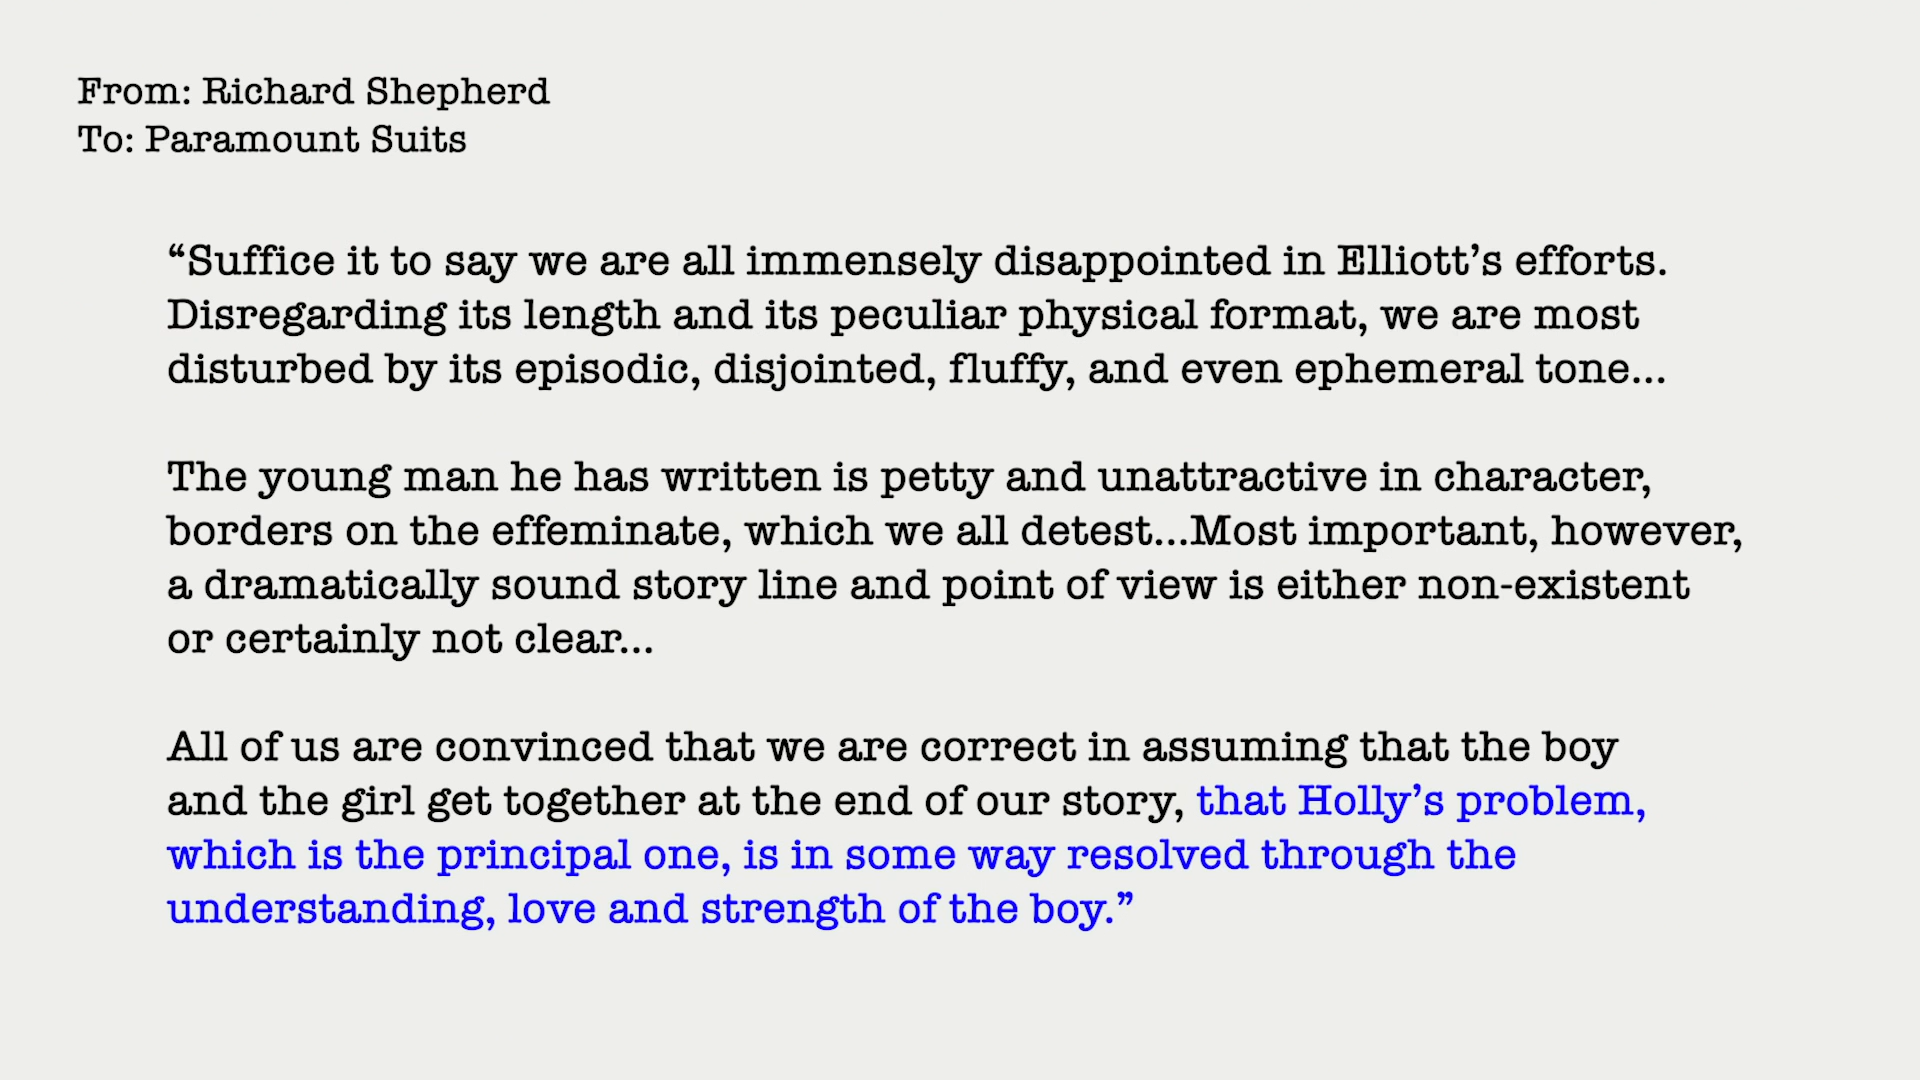 From: Richard Shepherd
To: Paramount Suits
“Suffice it to say we are all immensely disappointed in Elliott’s efforts.
Disregarding its length and its peculiar physical format, we are most
disturbed by its episodic, disjointed, fluffy, and even ephemeral tone...
The young man he has written is petty and unattractive in character,
borders on the effeminate, which we all detest...Most important, however,
a dramatically sound story line and point of view is either non-existent
or certainly not clear...
All of us are convinced that we are correct in assuming that the boy
and the girl get together at the end of our story, that Holly’s problem,
which is the principal one, is in some way resolved through the
understanding, love and strength of the boy.”